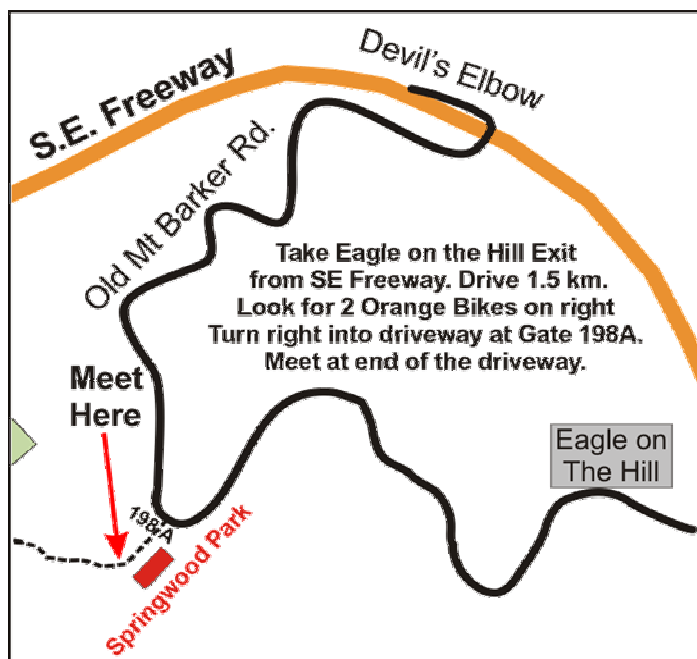 Devil's Elbow
S.E. Freeway
Old Mt Barker Rd.
Take Eagle on the Hill Exit
from SE Freeway. Drive 1.5 km.
Look for 2 Orange Bikes on right
Turn right into driveway at Gate 198A.
Meet at end of the driveway.
Meet
Here
Eagle on
The Hill
198A
Springwood Park